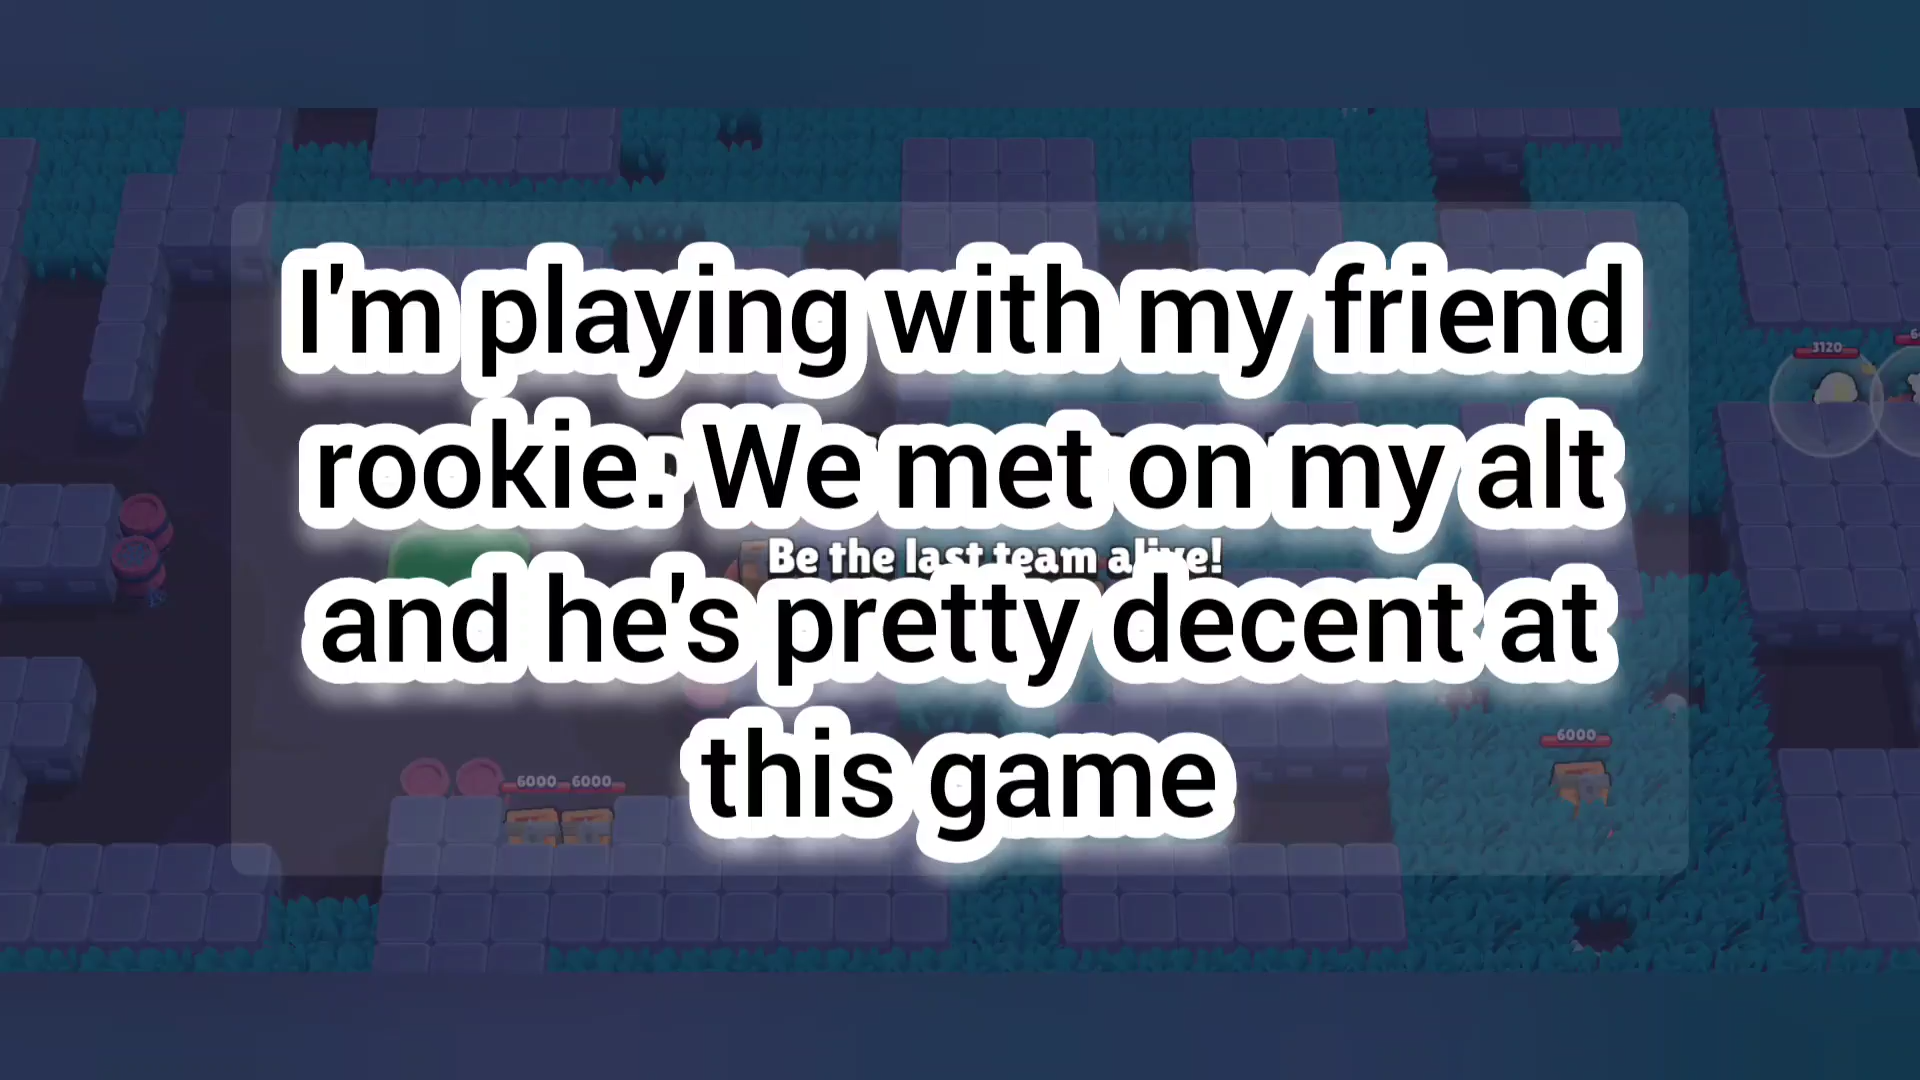 3120
I'm playing with my friend
rookie. We met on my alt
Be the last team alive!
and he's pretty decent at
6000
this game
6000 6000